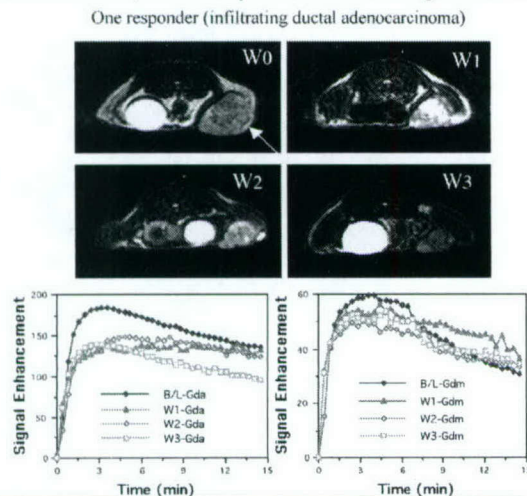 One responder (infiltrating ductal adenocarcinoma)
W0
W1
W2
W3
Signal Enhancement
200
150
100
50
0
B/L-Gda
W1-Gda
W2-Gda
W3-Gda
0 3 6 9 12 15
Time (min)
Signal Enhancement
60
40
20
0
B/L-Gdm
W1-Gdm
W2-Gdm
W3-Gdm
0 3 6 9 12 15
Time (min)